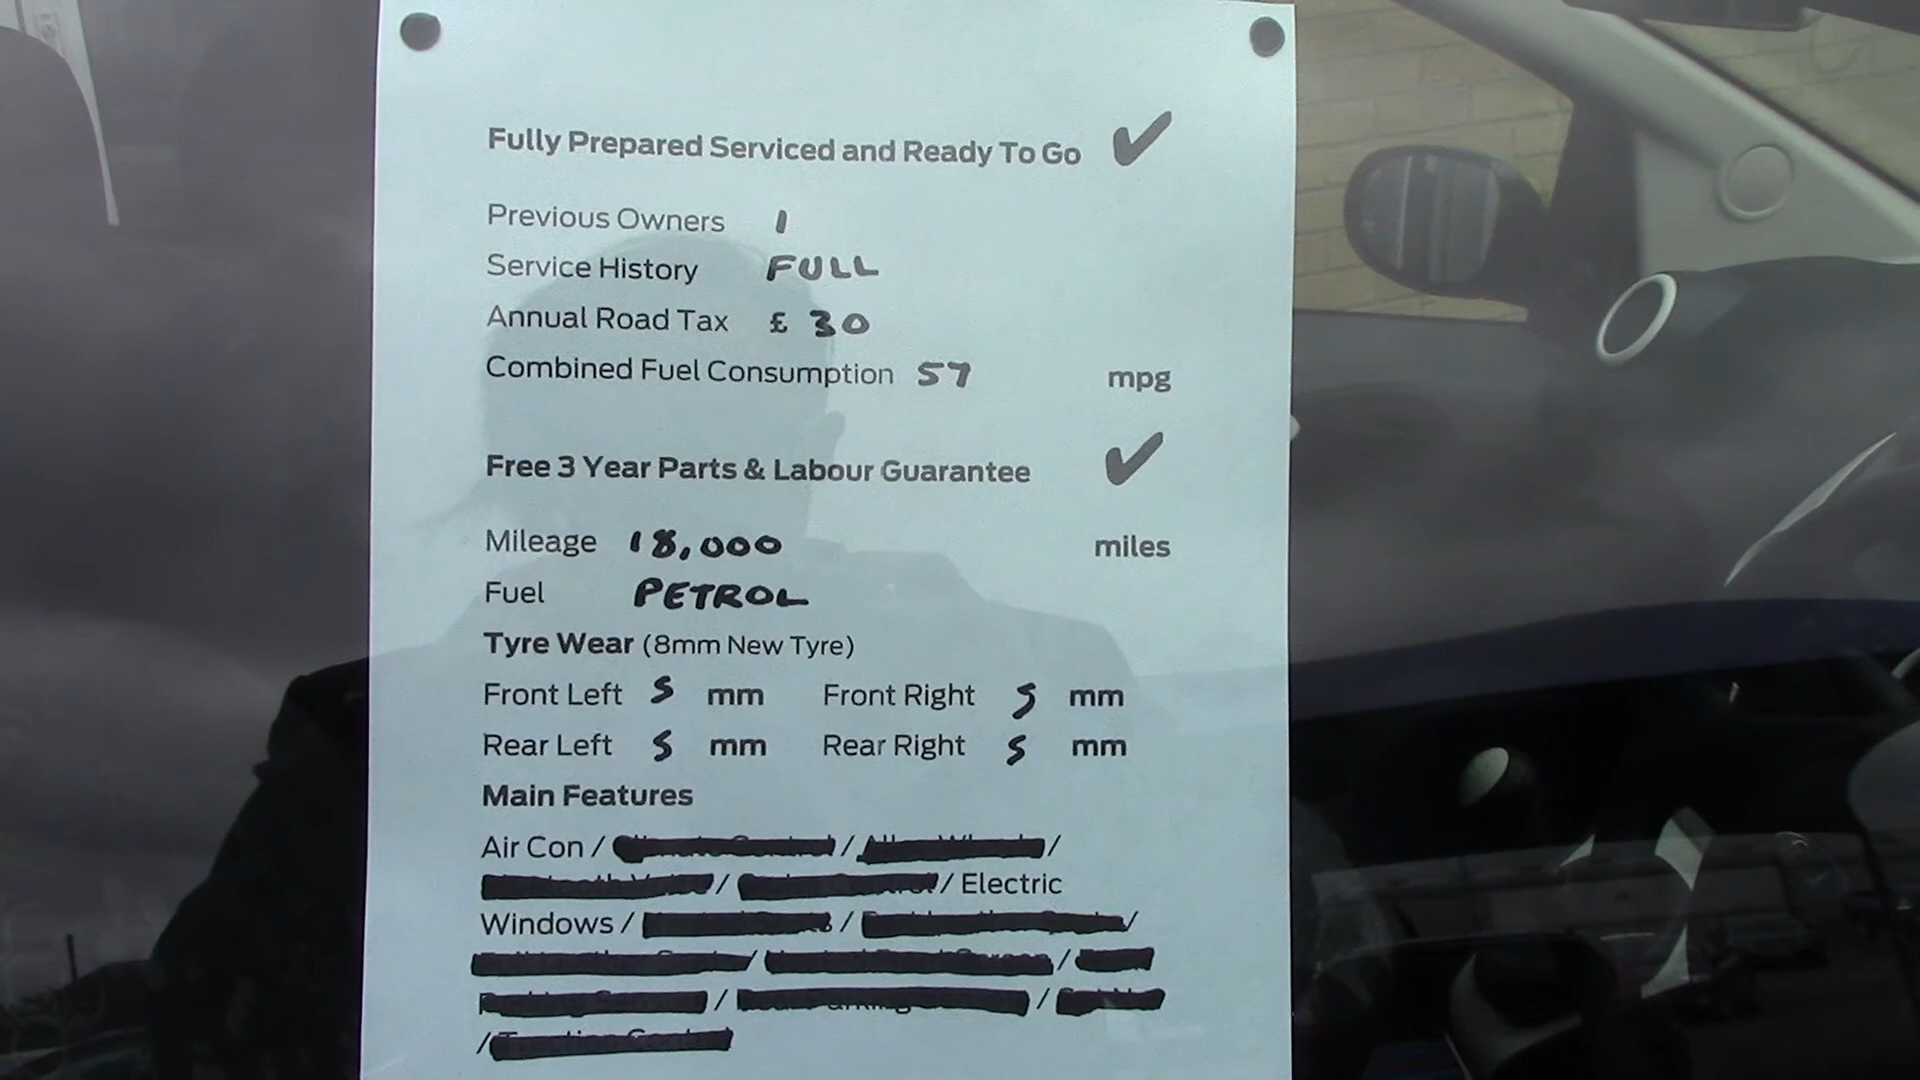 Fully Prepared Serviced and Ready To Go ✓
Previous Owners 1
Service History FULL
Annual Road Tax £ 30
Combined Fuel Consumption 57 mpg
Free 3 Year Parts & Labour Guarantee ✓
Mileage 18,000 miles
Fuel PETROL
Tyre Wear (8mm New Tyre)
Front Left 5 mm Front Right 5 mm
Rear Left 5 mm Rear Right 5 mm
Main Features
Air Con / / /
/ / Electric
Windows / / /
/ / /
/ /
/